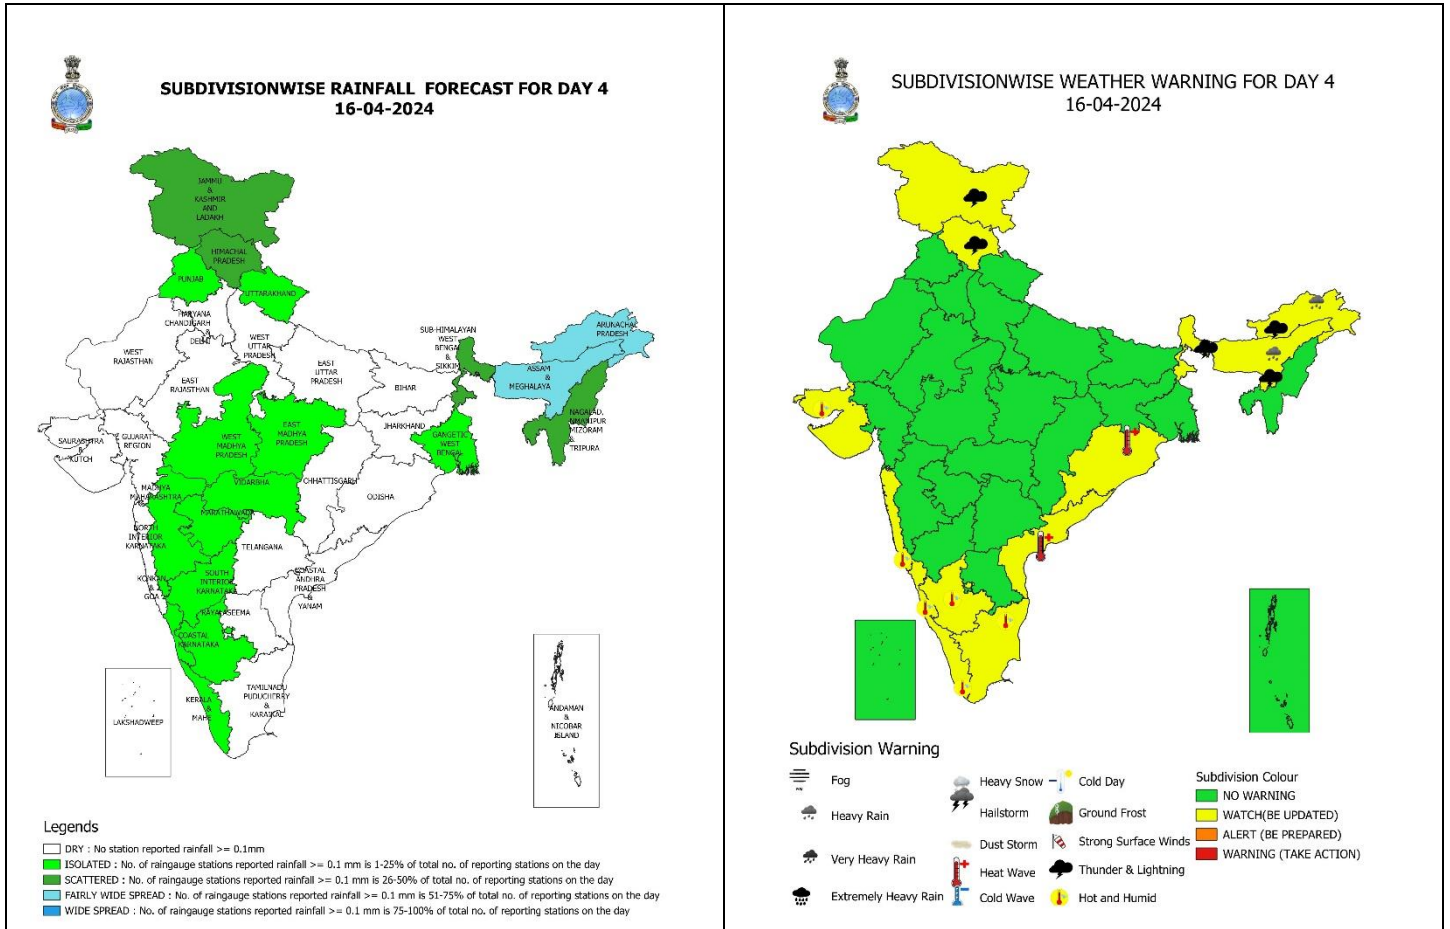 SUBDIVISIONWISE RAINFALL FORECAST FOR DAY 4
16-04-2024
JAMMU
&
KASHMIR
AND
LADAKH
HIMACHAL
PRADESH
PUNJAB
UTTARAKHAND
HARYANA
CHANDIGARH
&
DELHI
WEST
UTTAR
PRADESH
SUB-HIMALAYAN
WEST
BENGAL
&
SIKKIM
ARUNACHAL
PRADESH
WEST
RAJASTHAN
EAST
RAJASTHAN
EAST
UTTAR
PRADESH
BIHAR
ASSAM
&
MEGHALAYA
NAGALAD,
MANIPUR
MIZORAM
&
TRIPURA
SAURASHTRA
&
KUTCH
GUJARAT
REGION
WEST
MADHYA
PRADESH
EAST
MADHYA
PRADESH
JHARKHAND
GANGETIC
WEST
BENGAL
MADHYA
MAHARASHTRA
VIDARBHA
CHHATTISGARH
ODISHA
MARATHAWADA
NORTH
INTERIOR
KARNATAKA
TELANGANA
KONKAN
&
GOA
SOUTH
INTERIOR
KARNATAKA
COASTAL
ANDHRA
PRADESH
&
YANAM
RAYALASEEMA
COASTAL
KARNATAKA
KERALA
&
MAHE
TAMILNADU
PUDUCHERRY
&
KARAIKAL
LAKSHADWEEP
ANDAMAN
&
NICOBAR
ISLAND
Legends
DRY : No station reported rainfall >= 0.1mm
ISOLATED : No. of raingauge stations reported rainfall >= 0.1 mm is 1-25% of total no. of reporting stations on the day
SCATTERED : No. of raingauge stations reported rainfall >= 0.1 mm is 26-50% of total no. of reporting stations on the day
FAIRLY WIDE SPREAD : No. of raingauge stations reported rainfall >= 0.1 mm is 51-75% of total no. of reporting stations on the day
WIDE SPREAD : No. of raingauge stations reported rainfall >= 0.1 mm is 75-100% of total no. of reporting stations on the day
SUBDIVISIONWISE WEATHER WARNING FOR DAY 4
16-04-2024
Subdivision Warning
Fog
Heavy Rain
Very Heavy Rain
Extremely Heavy Rain
Heavy Snow
Hailstorm
Dust Storm
Heat Wave
Cold Wave
Cold Day
Ground Frost
Strong Surface Winds
Thunder & Lightning
Hot and Humid
Subdivision Colour
NO WARNING
WATCH(BE UPDATED)
ALERT (BE PREPARED)
WARNING (TAKE ACTION)